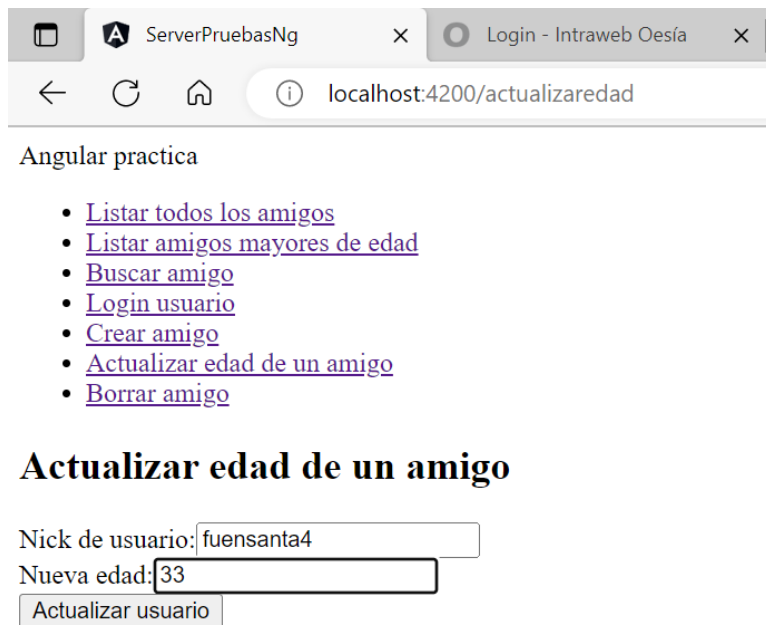 ServerPruebasNg
Login - Intraweb Oesía
localhost:4200/actualizaredad
Angular practica
Listar todos los amigos
Listar amigos mayores de edad
Buscar amigo
Login usuario
Crear amigo
Actualizar edad de un amigo
Borrar amigo
Actualizar edad de un amigo
Nick de usuario: fuensanta4
Nueva edad: 33
Actualizar usuario